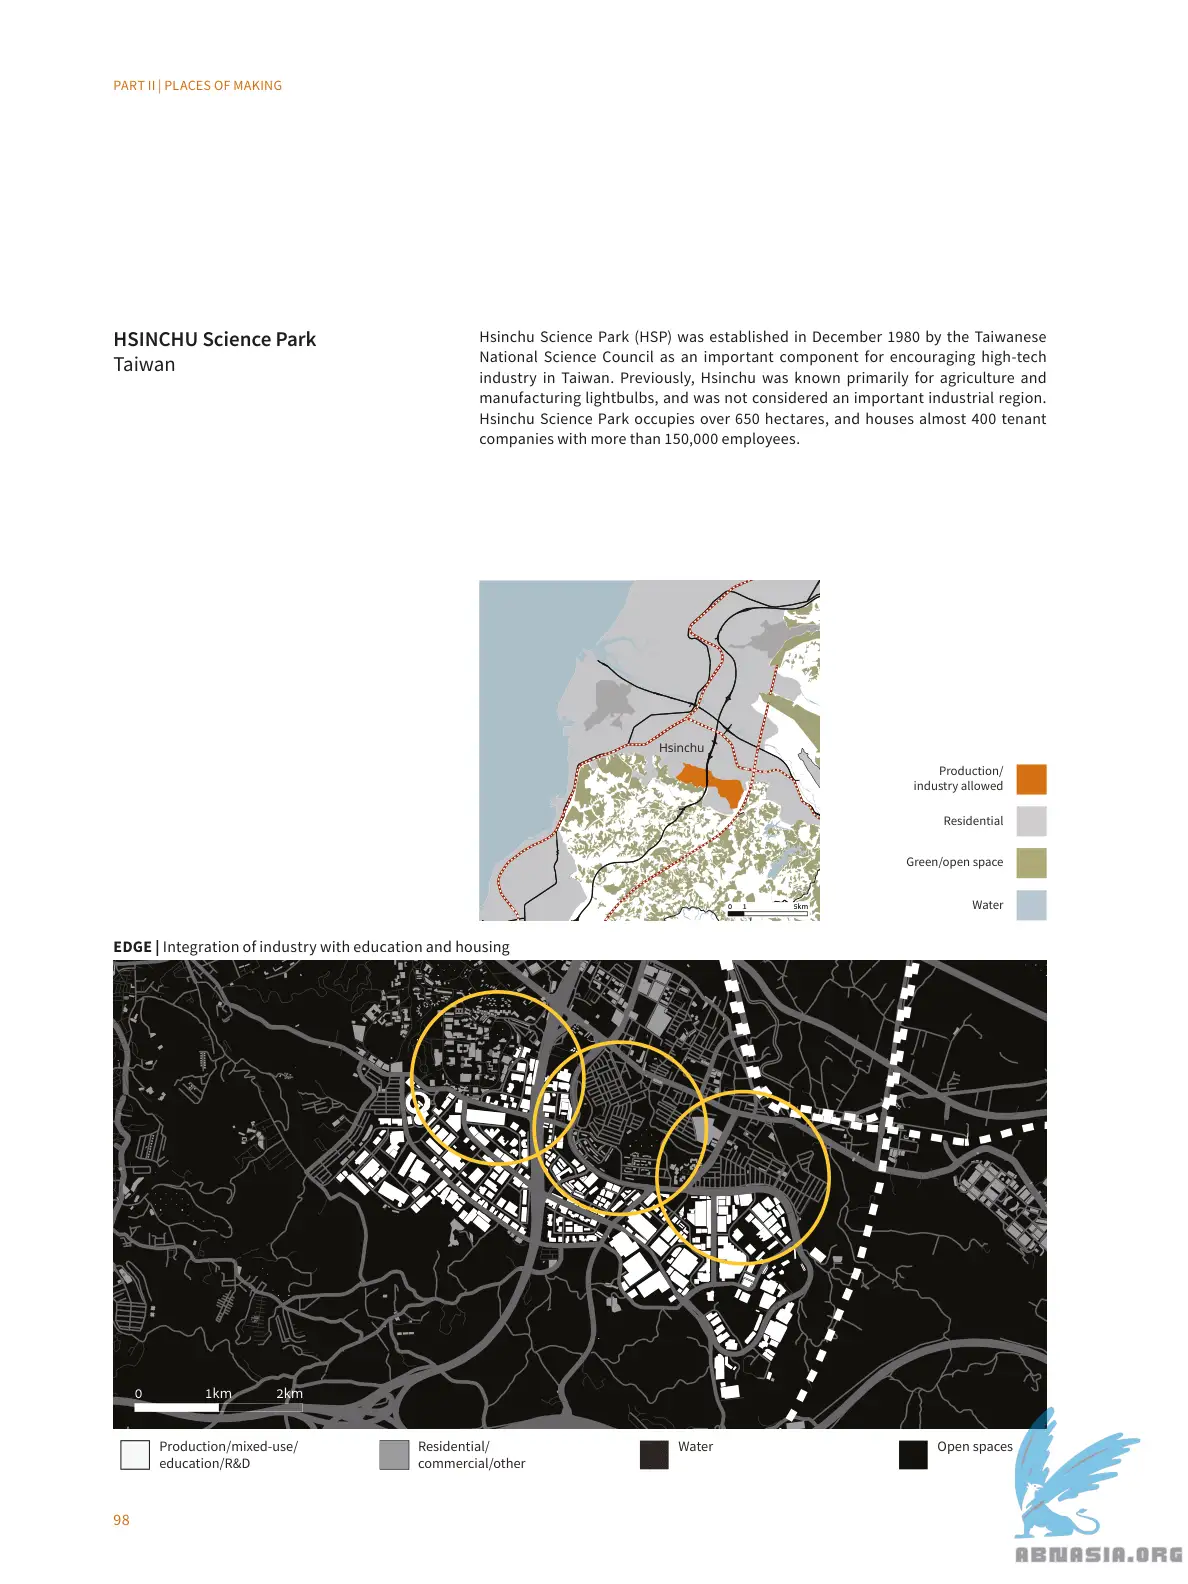 PART II | PLACES OF MAKING
HSINCHU Science Park
Taiwan
Hsinchu Science Park (HSP) was established in December 1980 by the Taiwanese
National Science Council as an important component for encouraging high-tech
industry in Taiwan. Previously, Hsinchu was known primarily for agriculture and
manufacturing lightbulbs, and was not considered an important industrial region.
Hsinchu Science Park occupies over 650 hectares, and houses almost 400 tenant
companies with more than 150,000 employees.
Hsinchu
0 1 5km
Production/
industry allowed
Residential
Green/open space
Water
EDGE | Integration of industry with education and housing
0 1km 2km
Production/mixed-use/
education/R&D
Residential/
commercial/other
Water
Open spaces
98
ABNASIA.ORG